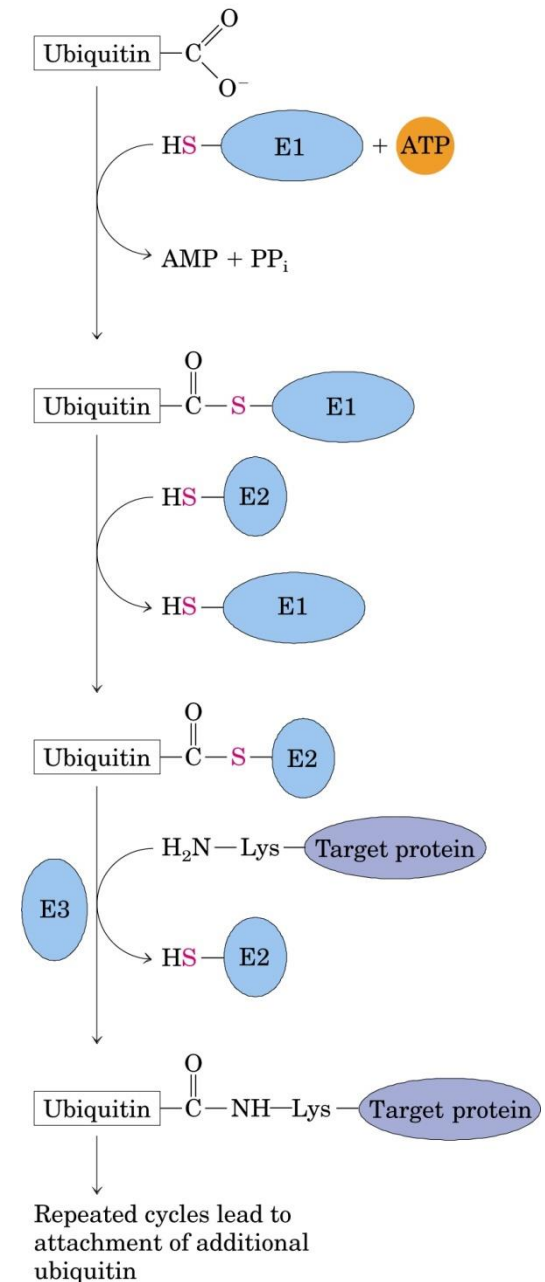 O
Ubiquitin C
O−
HS E1 + ATP
AMP + PPi
O
Ubiquitin C S E1
HS E2
HS E1
O
Ubiquitin C S E2
H2N Lys Target protein
E3
HS E2
O
Ubiquitin C NH Lys Target protein
Repeated cycles lead to
attachment of additional
ubiquitin